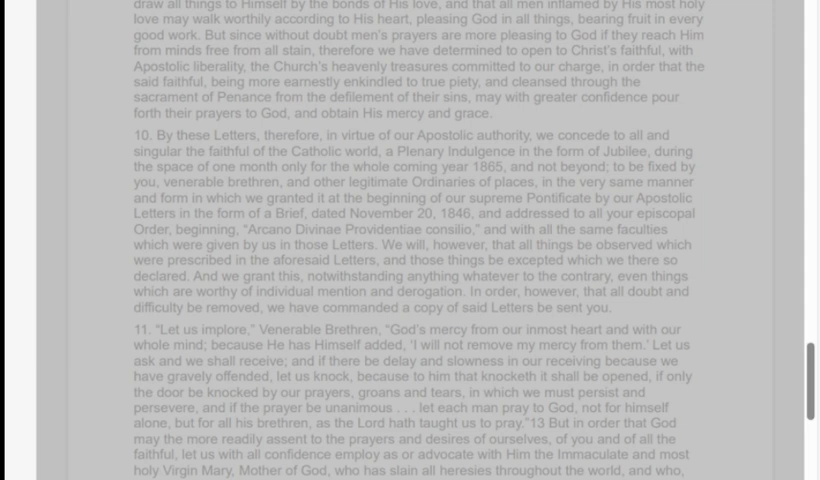 draw all things to Himself by the bonds of His love, and that all men inflamed by His most holy
love may walk worthily according to His heart, pleasing God in all things, bearing fruit in every
good work. But since without doubt men's prayers are more pleasing to God if they reach Him
from minds free from all stain, therefore we have determined to open to Christ's faithful, with
Apostolic liberality, the Church's heavenly treasures committed to our charge, in order that the
said faithful, being more earnestly enkindled to true piety, and cleansed through the
sacrament of Penance from the defilement of their sins, may with greater confidence pour
forth their prayers to God, and obtain His mercy and grace.
10. By these Letters, therefore, in virtue of our Apostolic authority, we concede to all and
singular the faithful of the Catholic world, a Plenary Indulgence in the form of Jubilee, during
the space of one month only for the whole coming year 1865, and not beyond; to be fixed by
you, venerable brethren, and other legitimate Ordinaries of places, in the very same manner
and form in which we granted it at the beginning of our supreme Pontificate by our Apostolic
Letters in the form of a Brief, dated November 20, 1846, and addressed to all your episcopal
Order, beginning, "Arcano Divinae Providentiae consilio," and with all the same faculties
which were given by us in those Letters. We will, however, that all things be observed which
were prescribed in the aforesaid Letters, and those things be excepted which we there so
declared. And we grant this, notwithstanding anything whatever to the contrary, even things
which are worthy of individual mention and derogation. In order, however, that all doubt and
difficulty be removed, we have commanded a copy of said Letters be sent you.
11. "Let us implore," Venerable Brethren, "God's mercy from our inmost heart and with our
whole mind; because He has Himself added, 'I will not remove my mercy from them.' Let us
ask and we shall receive; and if there be delay and slowness in our receiving because we
have gravely offended, let us knock, because to him that knocketh it shall be opened, if only
the door be knocked by our prayers, groans and tears, in which we must persist and
persevere, and if the prayer be unanimous . . . let each man pray to God, not for himself
alone, but for all his brethren, as the Lord hath taught us to pray."13 But in order that God
may the more readily assent to the prayers and desires of ourselves, of you and of all the
faithful, let us with all confidence employ as or advocate with Him the Immaculate and most
holy Virgin Mary, Mother of God, who has slain all heresies throughout the world, and who,